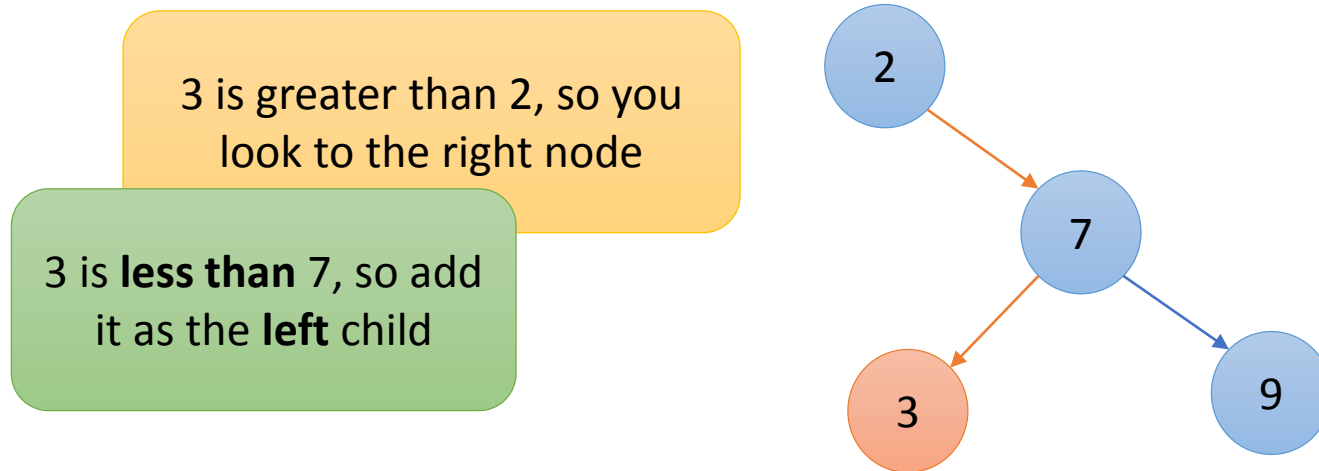 3 is greater than 2, so you
look to the right node
3 is less than 7, so add
it as the left child
2
7
3
9